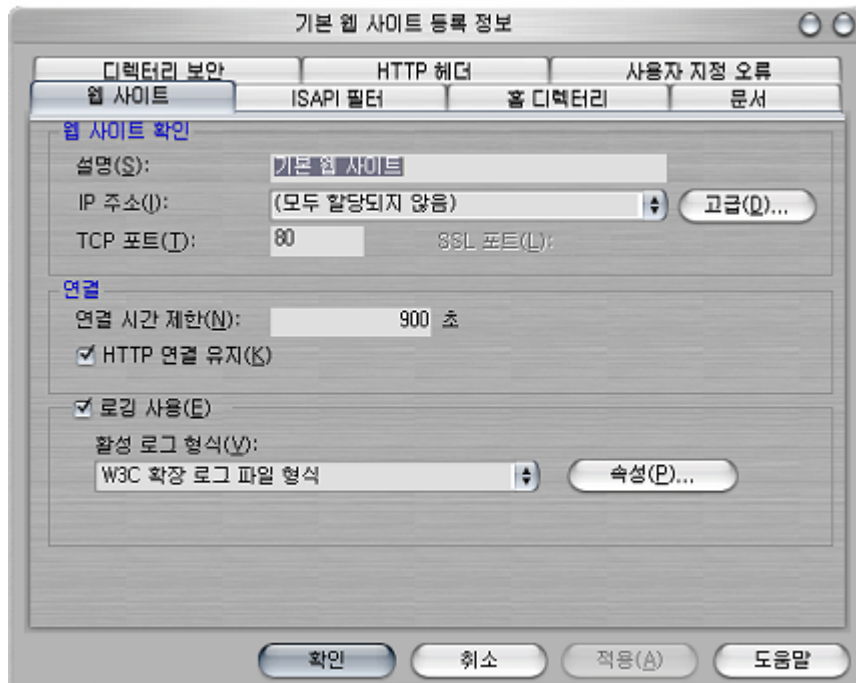 기본 웹 사이트 등록 정보
디렉터리 보안 HTTP 헤더 사용자 지정 오류
웹 사이트 ISAPI 필터 홈 디렉터리 문서
웹 사이트 확인
설명(S): 기본 웹 사이트
IP 주소(I): (모두 할당되지 않음) 고급(D)...
TCP 포트(T): 80 SSL 포트(L):
연결
연결 시간 제한(N): 900 초
HTTP 연결 유지(K)
로깅 사용(E)
활성 로그 형식(V):
W3C 확장 로그 파일 형식 속성(P)...
확인 취소 적용(A) 도움말